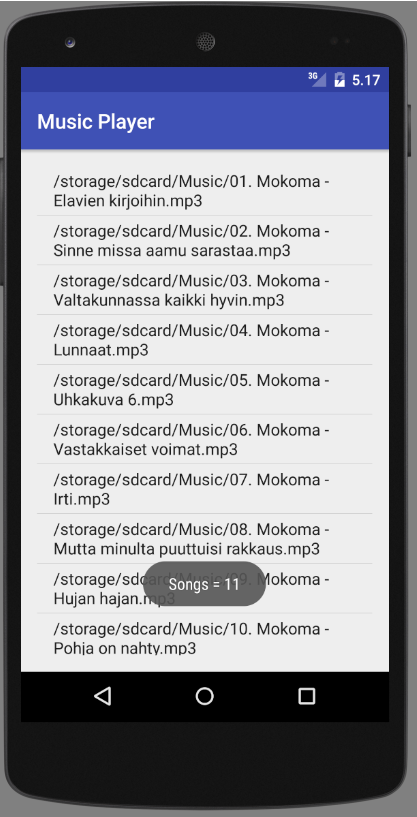 3G 5.17
Music Player
/storage/sdcard/Music/01. Mokoma -
Elavien kirjoihin.mp3
/storage/sdcard/Music/02. Mokoma -
Sinne missa aamu sarastaa.mp3
/storage/sdcard/Music/03. Mokoma -
Valtakunnassa kaikki hyvin.mp3
/storage/sdcard/Music/04. Mokoma -
Lunnaat.mp3
/storage/sdcard/Music/05. Mokoma -
Uhkakuva 6.mp3
/storage/sdcard/Music/06. Mokoma -
Vastakkaiset voimat.mp3
/storage/sdcard/Music/07. Mokoma -
Irti.mp3
/storage/sdcard/Music/08. Mokoma -
Mutta minulta puuttuisi rakkaus.mp3
/storage/sdcard/Music/09. Mokoma -
Songs = 11
Hujan hajan.mp3
/storage/sdcard/Music/10. Mokoma -
Pohja on nahty.mp3